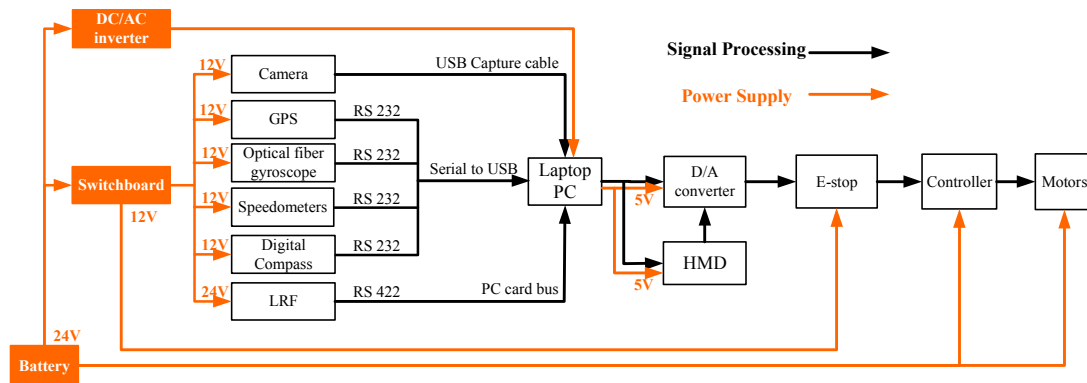 DC/AC
inverter
Signal Processing
Power Supply
12V
Camera
USB Capture cable
12V
GPS
RS 232
12V
Optical fiber
gyroscope
RS 232
Serial to USB
Laptop
PC
D/A
converter
E-stop
Controller
Motors
Switchboard
12V
12V
Speedometers
RS 232
5V
12V
Digital
Compass
RS 232
HMD
5V
24V
LRF
RS 422
PC card bus
24V
Battery